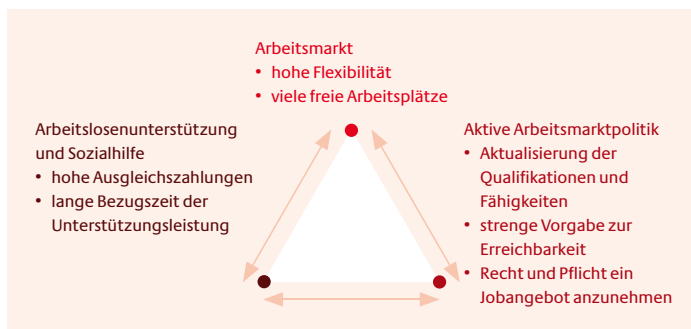 Arbeitsmarkt
• hohe Flexibilität
• viele freie Arbeitsplätze
Arbeitslosenunterstützung
und Sozialhilfe
• hohe Ausgleichszahlungen
• lange Bezugszeit der
Unterstützungsleistung
Aktive Arbeitsmarktpolitik
• Aktualisierung der
Qualifikationen und
Fähigkeiten
• strenge Vorgabe zur
Erreichbarkeit
• Recht und Pflicht ein
Jobangebot anzunehmen